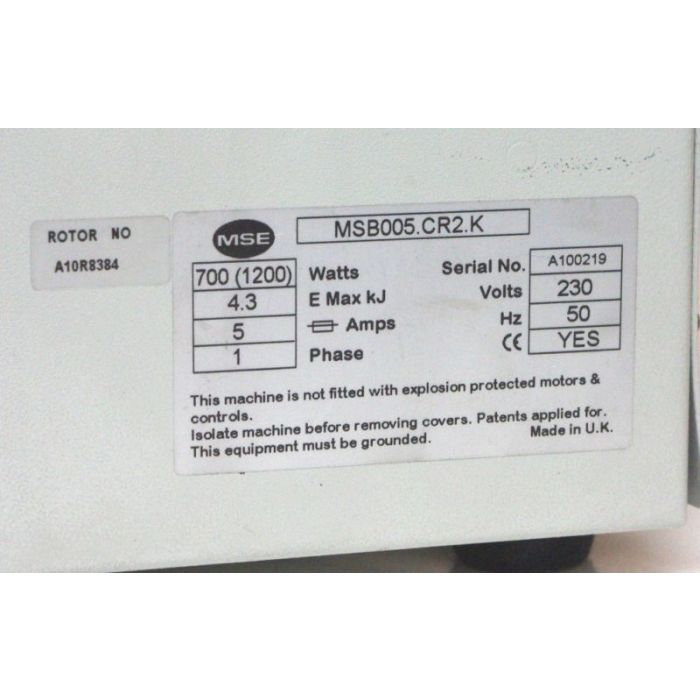 ROTOR NO
A10R8384
MSE
MSB005.CR2.K
700 (1200) Watts
4.3 E Max kJ
5 Amps
1 Phase
Serial No. A100219
Volts 230
Hz 50
CE YES
This machine is not fitted with explosion protected motors &
controls.
Isolate machine before removing covers. Patents applied for.
This equipment must be grounded. Made in U.K.